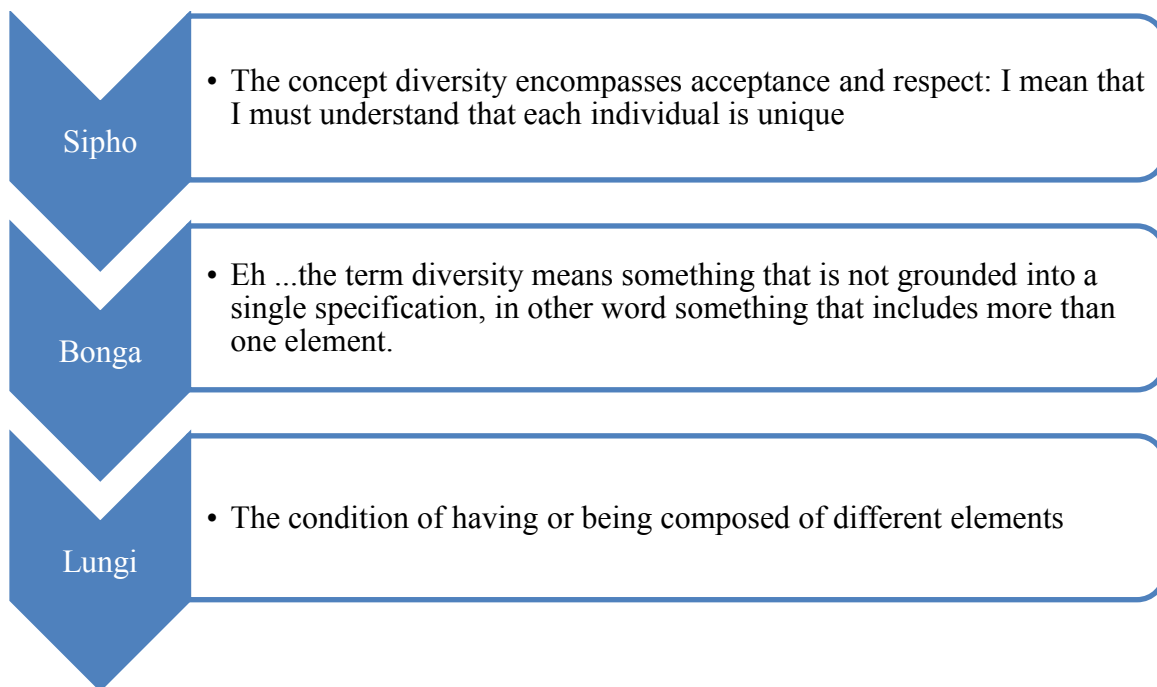 Sipho
• The concept diversity encompasses acceptance and respect: I mean that
I must understand that each individual is unique
Bonga
• Eh ...the term diversity means something that is not grounded into a
single specification, in other word something that includes more than
one element.
Lungi
• The condition of having or being composed of different elements